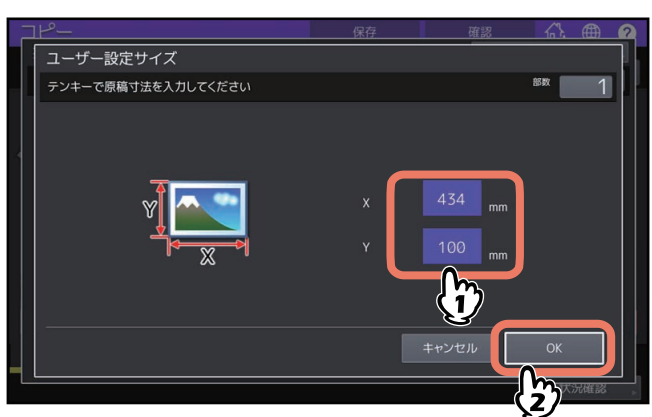 コピー 保存 確認 ?
ユーザー設定サイズ
テンキーで原稿寸法を入力してください 部数 1
X 434 mm
Y
Y 100 mm
X
1
キャンセル OK
2
状況確認